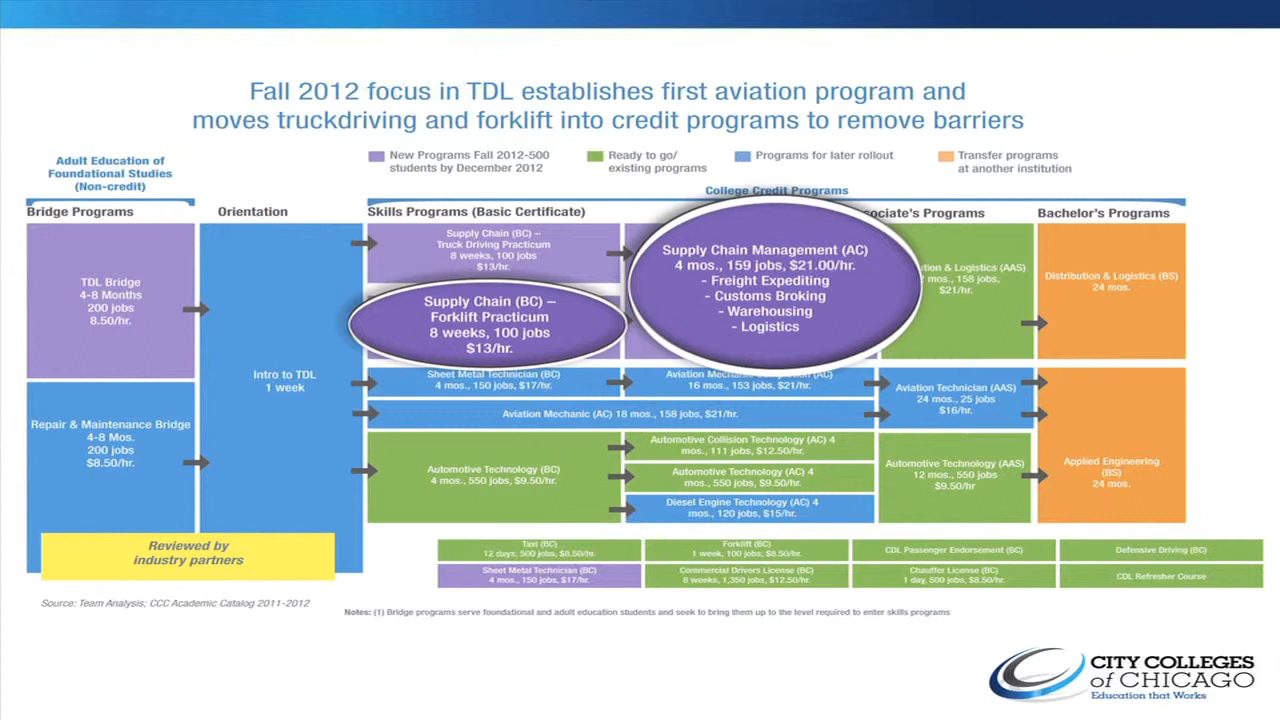 Fall 2012 focus in TDL establishes first aviation program and
moves truckdriving and forklift into credit programs to remove barriers
Adult Education of
Foundational Studies
(Non-credit)
New Programs Fall 2012-500
students by December 2012
Ready to go/
existing programs
Programs for later rollout
Transfer programs
at another institution
College Credit Programs
Bridge Programs
Orientation
Skills Programs (Basic Certificate)
Programs
Bachelor's Programs
TDL Bridge
4-8 Months
200 jobs
8.50/hr.
Repair & Maintenance Bridge
4-8 Mos.
200 jobs
$8.50/hr.
Intro to TDL
1 week
Supply Chain (BC) –
Truck Driving Practicum
8 weeks, 100 jobs
$13/hr.
Supply Chain (BC) –
Forklift Practicum
8 weeks, 100 jobs
$13/hr.
Supply Chain Management (AC)
4 mos., 159 jobs, $21.00/hr.
- Freight Expediting
- Customs Broking
- Warehousing
- Logistics
& Logistics (AAS)
mos., 158 jobs,
$21/hr.
Distribution & Logistics (BS)
24 mos.
Sheet Metal Technician (BC)
4 mos., 150 jobs, $17/hr.
Aviation (AC)
16 mos., 153 jobs, $21/hr.
Aviation Mechanic (AC) 18 mos., 158 jobs, $21/hr.
Aviation Technician (AAS)
24 mos., 25 jobs
$16/hr.
Automotive Technology (BC)
4 mos., 550 jobs, $9.50/hr.
Automotive Collision Technology (AC) 4
mos., 111 jobs, $12.50/hr.
Automotive Technology (AC) 4
mos., 550 jobs, $9.50/hr.
Diesel Engine Technology (AC) 4
mos., 120 jobs, $15/hr.
Automotive Technology (AAS)
12 mos., 550 jobs
$9.50/hr
Applied Engineering
(BS)
24 mos.
Reviewed by
industry partners
Taxi (BC)
12 days, 500 jobs, $8.50/hr.
Forklift (BC)
1 week, 100 jobs, $8.50/hr.
CDL Passenger Endorsement (BC)
Defensive Driving (BC)
Sheet Metal Technician (BC)
4 mos., 150 jobs, $17/hr.
Commercial Drivers License (BC)
8 weeks, 1,350 jobs, $12.50/hr.
Chauffer License (BC)
1 day, 500 jobs, $8.50/hr.
CDL Refresher Course
Source: Team Analysis; CCC Academic Catalog 2011-2012
Notes: (1) Bridge programs serve foundational and adult education students and seek to bring them up to the level required to enter skills programs
CITY COLLEGES
of CHICAGO
Education that Works